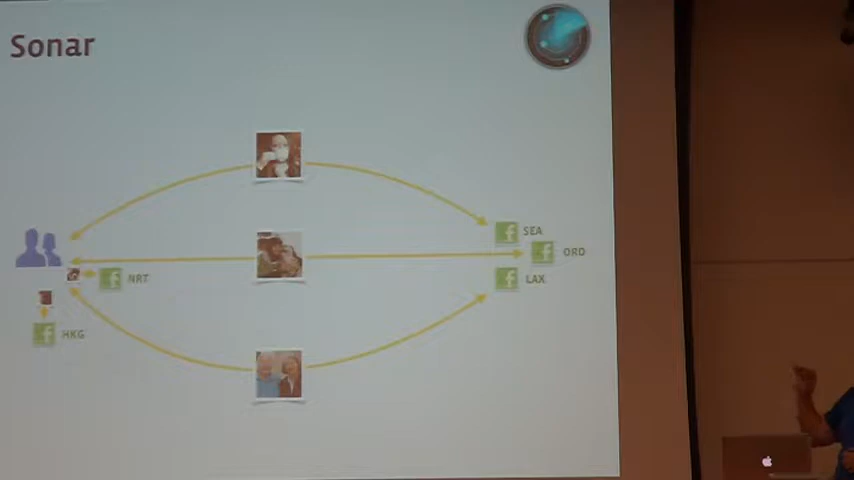 Sonar
SEA
ORD
LAX
NRT
HKG